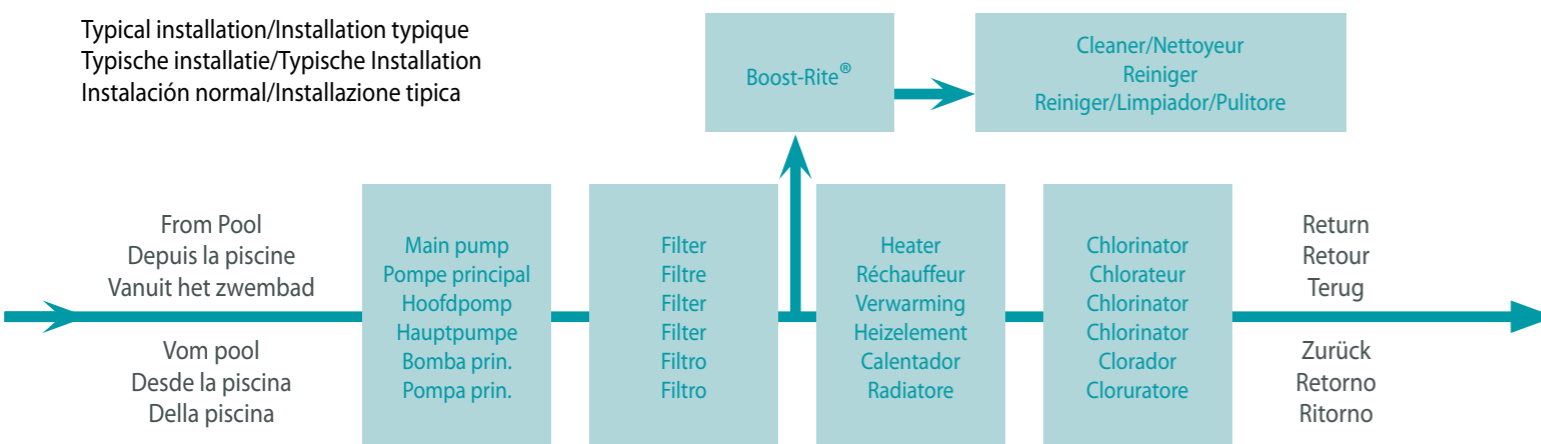 Typical installation/Installation typique
Typische installatie/Typische Installation
Instalación normal/Installazione tipica
Boost-Rite®
Cleaner/Nettoyeur
Reiniger
Reiniger/Limpiador/Pulitore
From Pool
Depuis la piscine
Vanuit het zwembad
Vom pool
Desde la piscina
Della piscina
Main pump
Pompe principal
Hoofdpomp
Hauptpumpe
Bomba prin.
Pompa prin.
Filter
Filtre
Filter
Filter
Filtro
Filtro
Heater
Réchauffeur
Verwarming
Heizelement
Calentador
Radiatore
Chlorinator
Chlorateur
Chlorinator
Chlorinator
Clorador
Cloruratore
Return
Retour
Terug
Zurück
Retorno
Ritorno